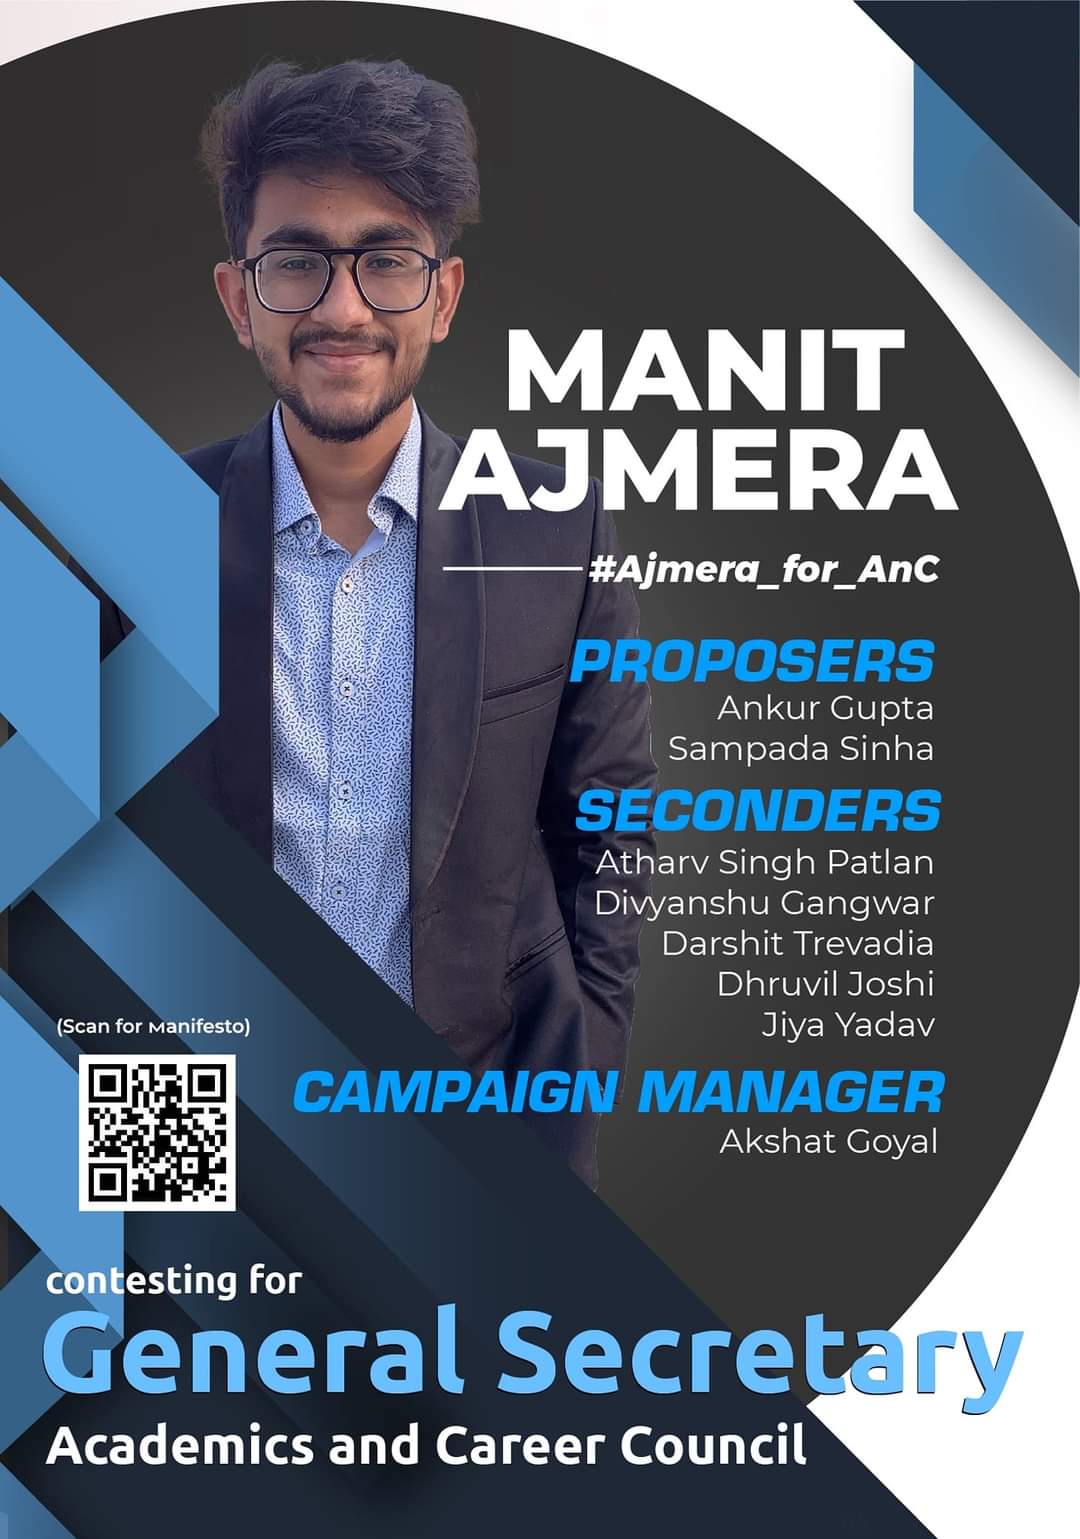 MANIT
AJMERA
#Ajmera_for_AnC
PROPOSERS
Ankur Gupta
Sampada Sinha
SECONDERS
Atharv Singh Patlan
Divyanshu Gangwar
Darshit Trevadia
Dhruvil Joshi
Jiya Yadav
(Scan for Manifesto)
CAMPAIGN MANAGER
Akshat Goyal
contesting for
General Secretary
Academics and Career Council